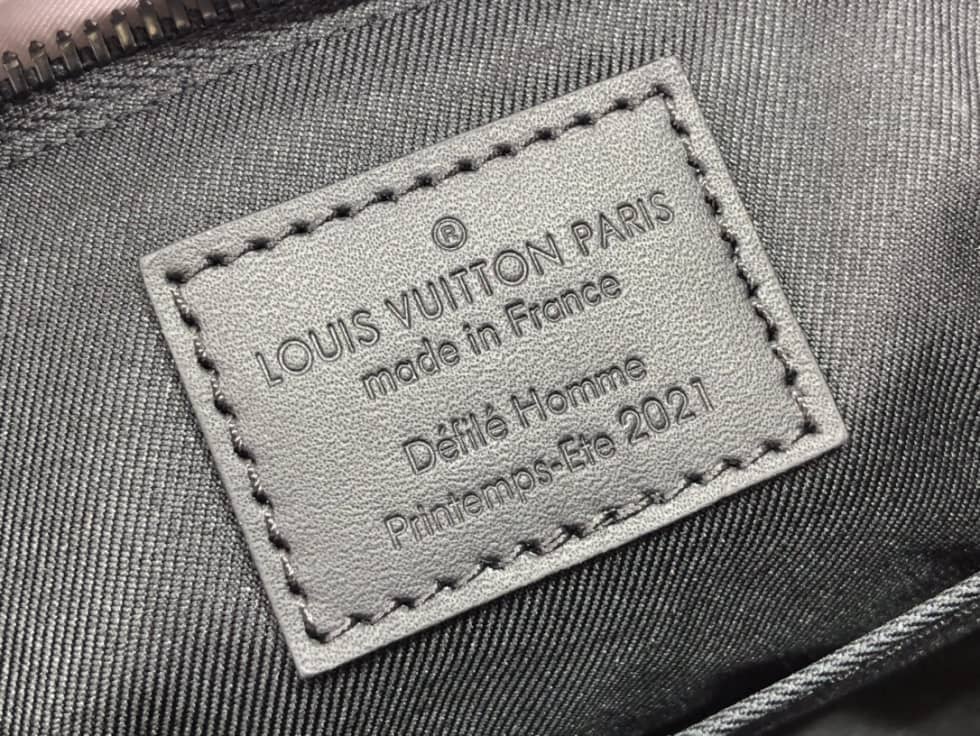 ®
LOUIS VUITTON PARIS
made in France
Défilé Homme
Printemps-Ete 2021